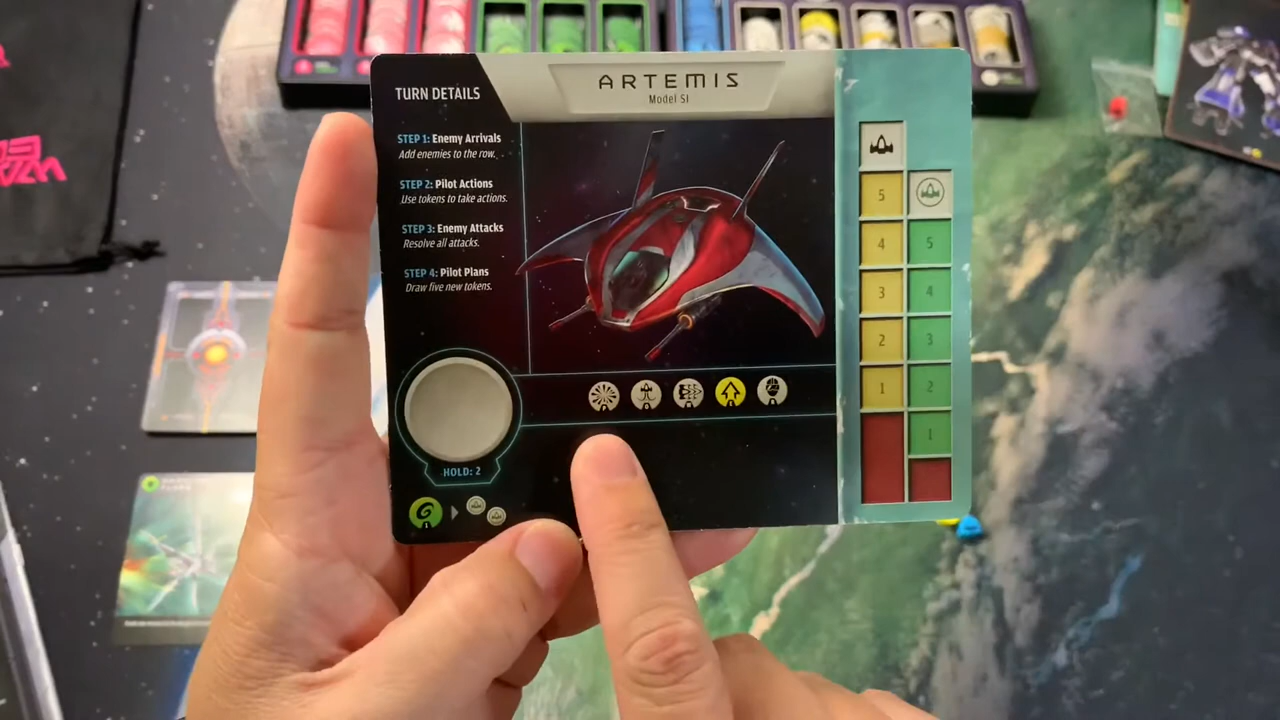 TURN DETAILS
ARTEMIS
Model S1
STEP 1: Enemy Arrivals
Add enemies to the row.
STEP 2: Pilot Actions
Use tokens to take actions.
STEP 3: Enemy Attacks
Resolve all attacks.
STEP 4: Pilot Plans
Draw five new tokens.
HOLD: 2
1
5
4
3
2
1
5
4
3
2
1